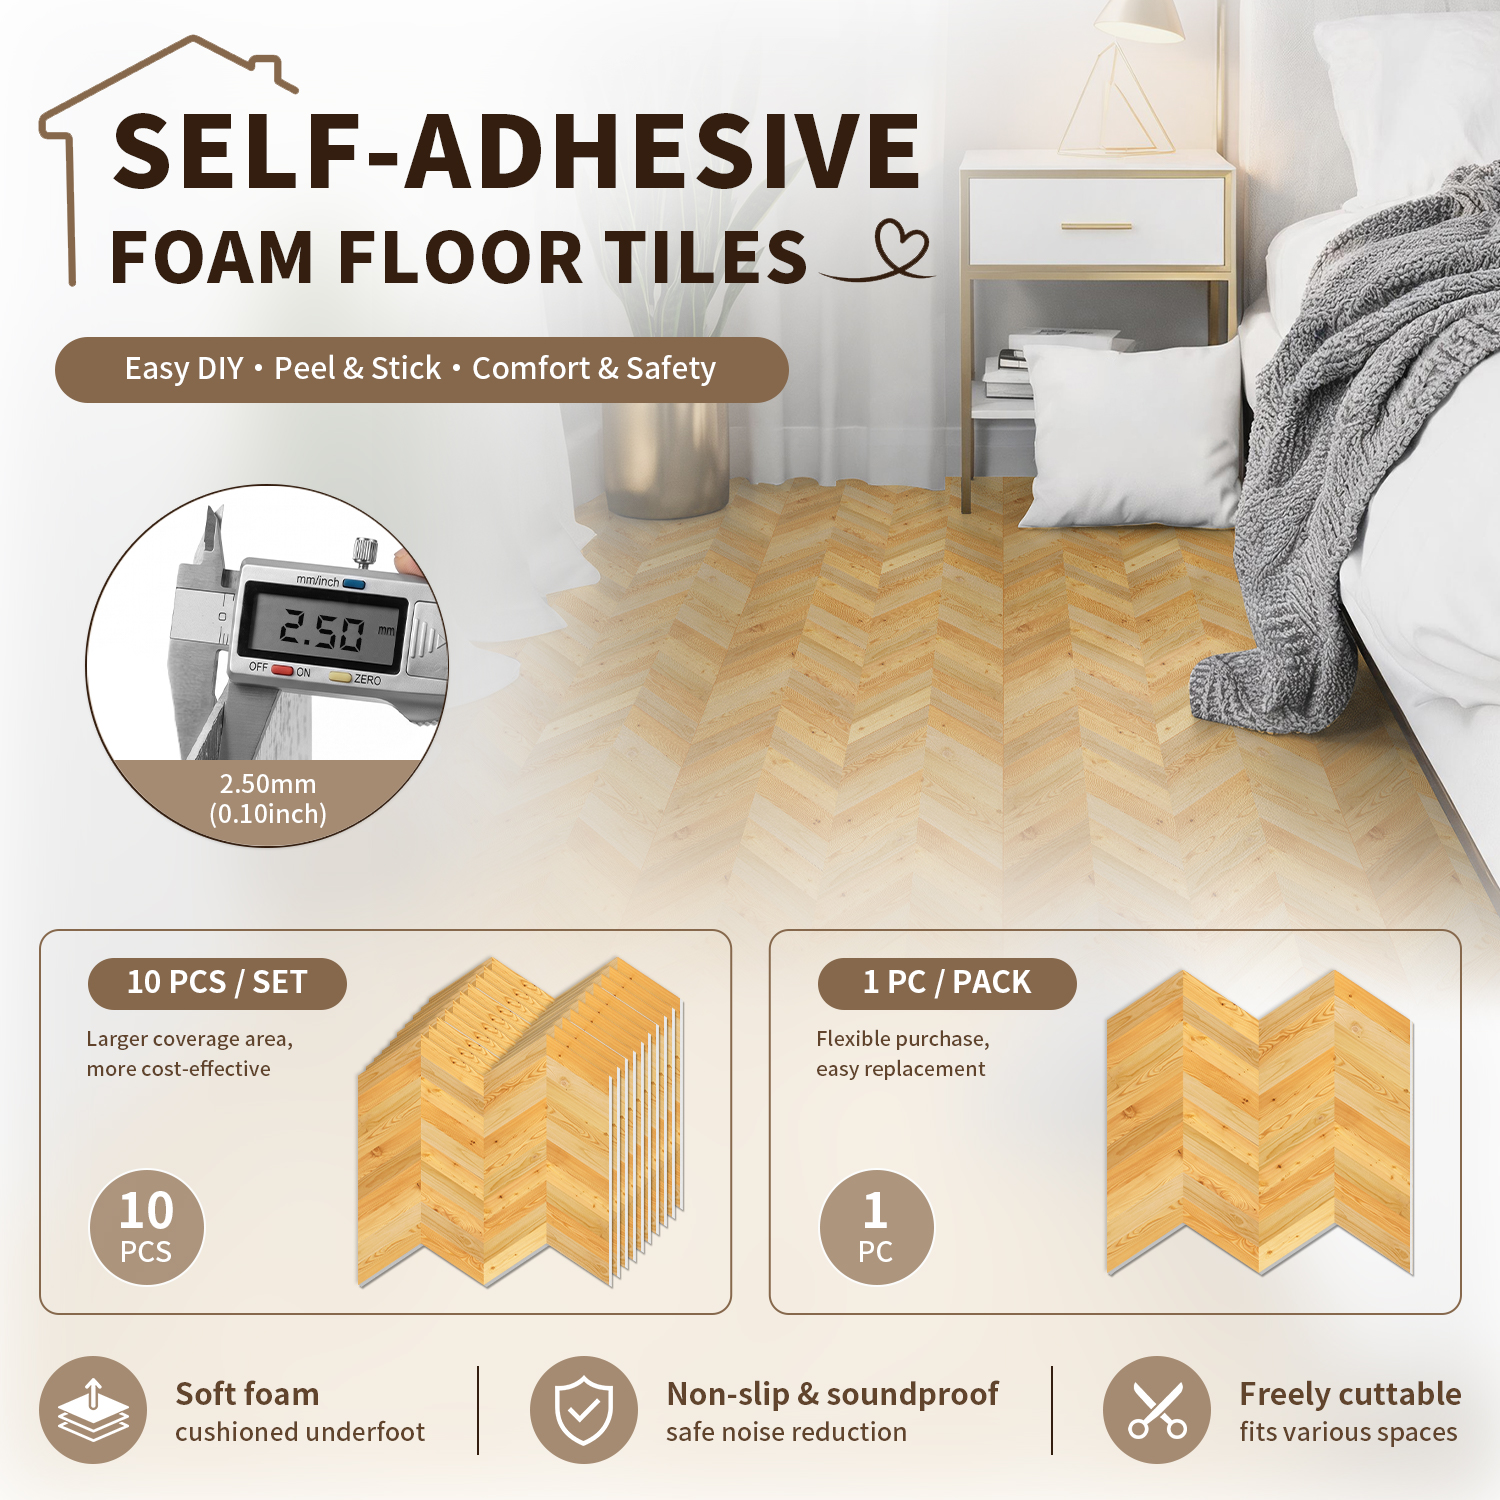 SELF-ADHESIVE
FOAM FLOOR TILES
Easy DIY • Peel & Stick • Comfort & Safety
mm/inch
2.50 mm
0
OFF ON ZERO
2.50mm
(0.10inch)
10 PCS / SET
Larger coverage area,
more cost-effective
10
PCS
1 PC / PACK
Flexible purchase,
easy replacement
1
PC
Soft foam
cushioned underfoot
Non-slip & soundproof
safe noise reduction
Freely cuttable
fits various spaces